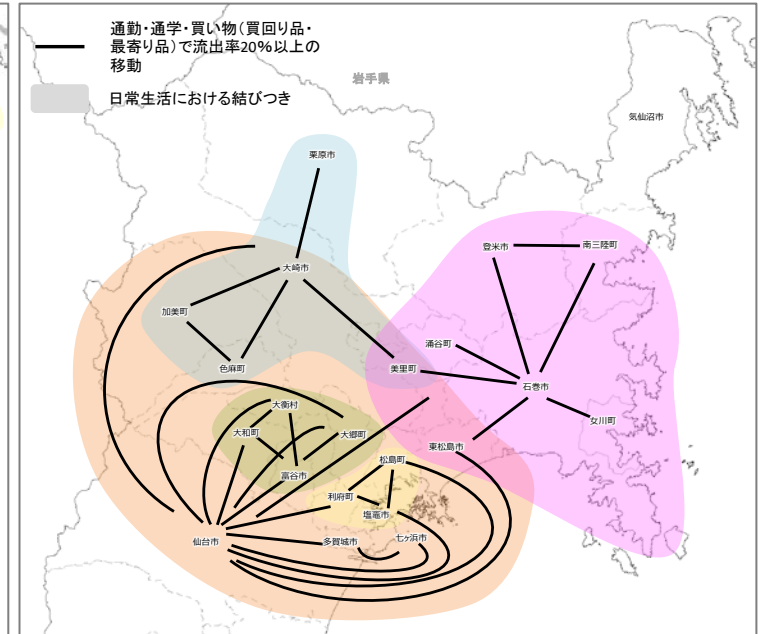 通勤・通学・買い物（買回り品・
最寄り品）で流出率20％以上の
移動
日常生活における結びつき
岩手県
気仙沼市
栗原市
登米市
南三陸町
大崎市
加美町
涌谷町
色麻町
美里町
石巻市
大衡村
女川町
大和町
大郷町
東松島市
松島町
富谷市
利府町
塩竈市
仙台市
多賀城市
七ヶ浜市